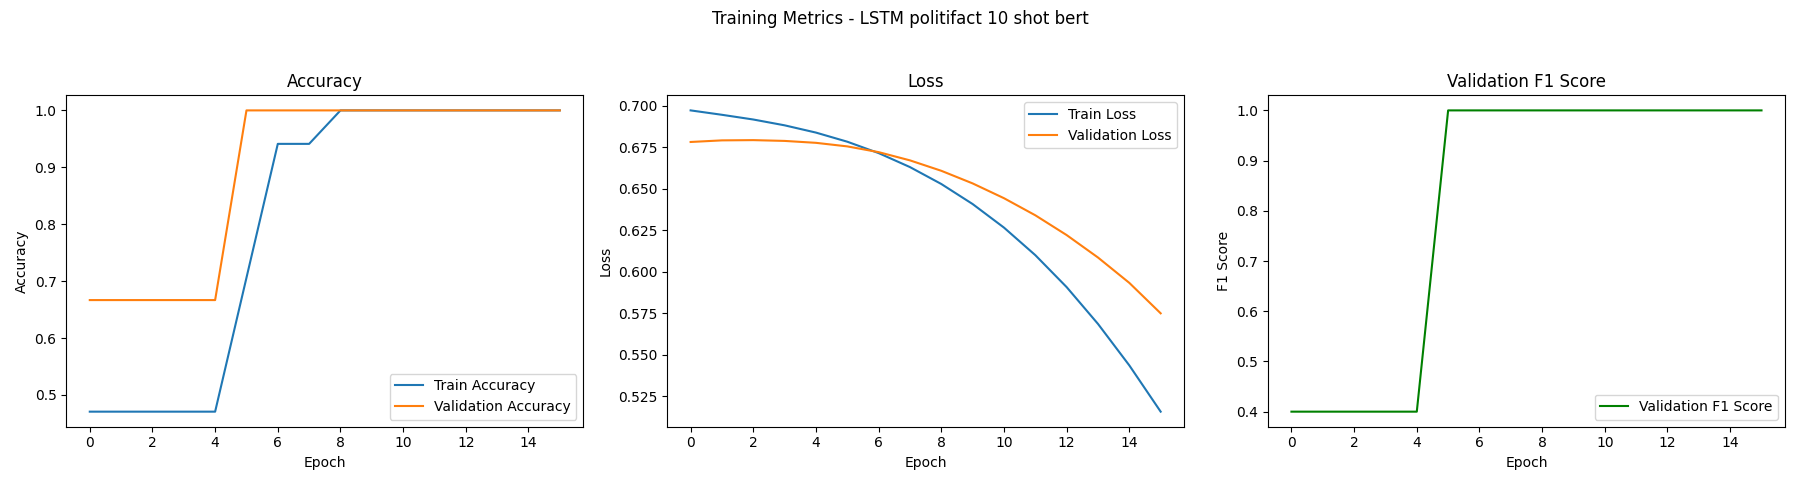 Training Metrics - LSTM politifact 10 shot bert
Accuracy
1.0
0.9
0.8
0.7
0.6
0.5
Accuracy
Train Accuracy
Validation Accuracy
0 2 4 6 8 10 12 14
Epoch
Loss
0.700
0.675
0.650
0.625
0.600
0.575
0.550
0.525
Loss
Train Loss
Validation Loss
0 2 4 6 8 10 12 14
Epoch
Validation F1 Score
1.0
0.9
0.8
0.7
0.6
0.5
0.4
F1 Score
Validation F1 Score
0 2 4 6 8 10 12 14
Epoch